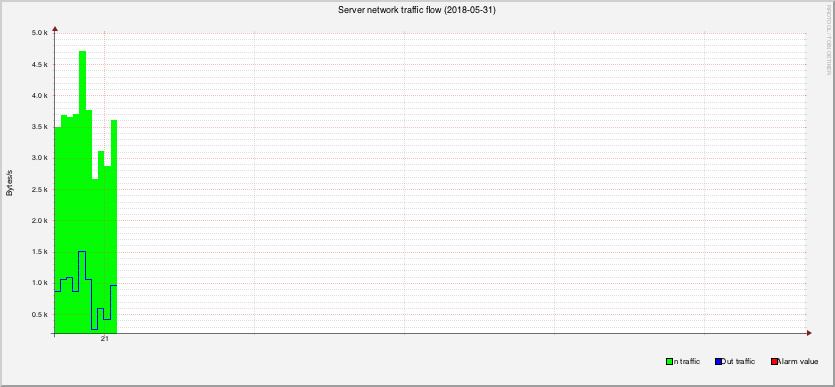 Server network traffic flow (2018-05-31)
RRDTOOL / TOBI OETIKER
5.0 k
4.5 k
4.0 k
3.5 k
3.0 k
2.5 k
2.0 k
1.5 k
1.0 k
0.5 k
Bytes/s
21
In traffic Out traffic Alarm value